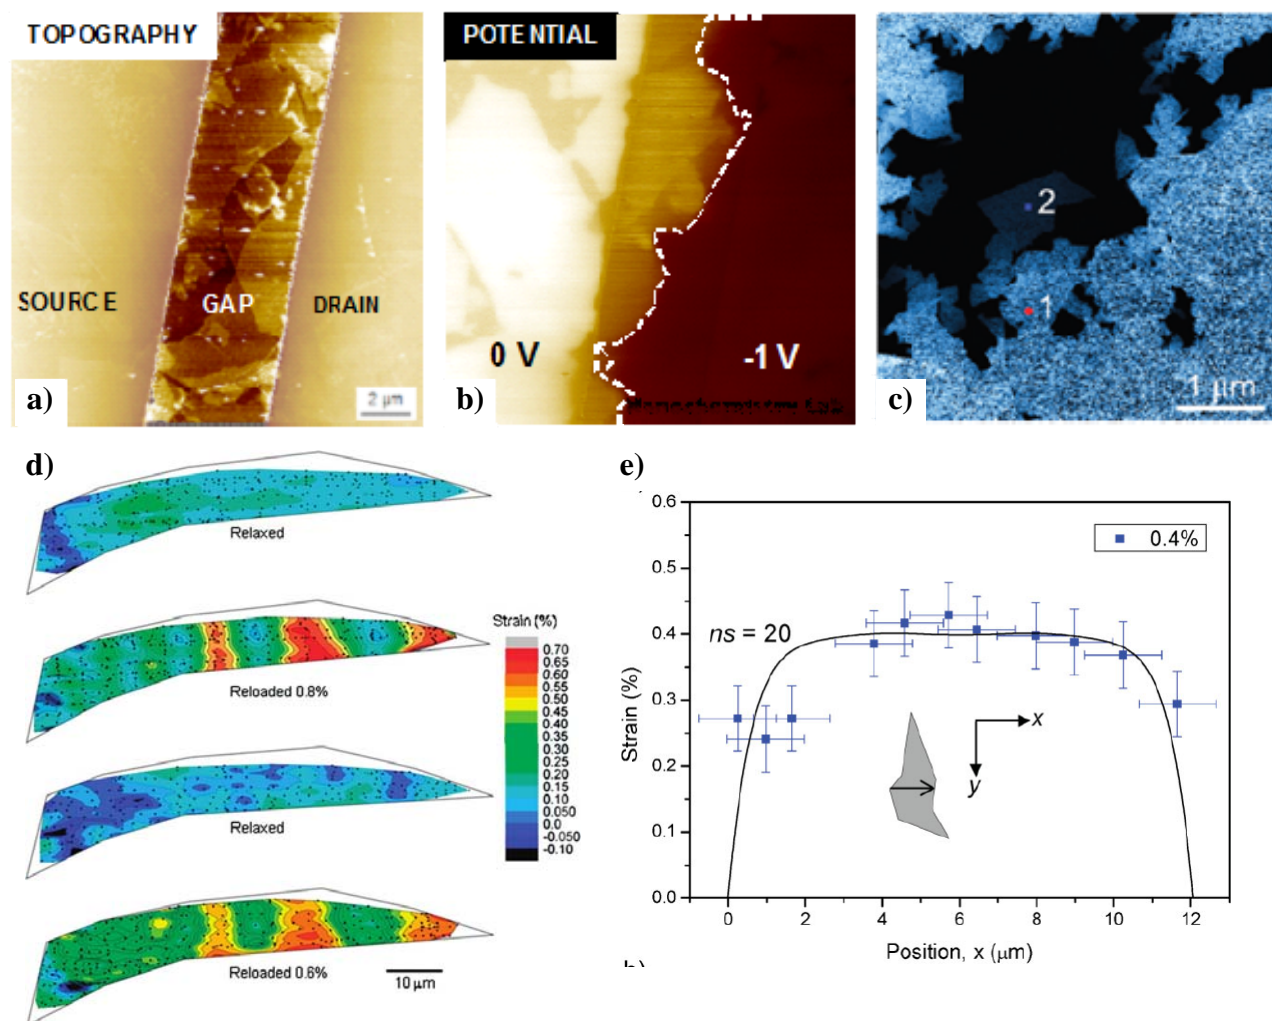 TOPOGRAPHY
SOURCE
GAP
DRAIN
a)
2 μm
POTENTIAL
0 V
-1 V
b)
2
1
c)
1 μm
d)
Relaxed
Reloaded 0.8%
Relaxed
Reloaded 0.6%
10 μm
Strain (%)
0.70
0.65
0.60
0.55
0.50
0.45
0.40
0.35
0.30
0.25
0.20
0.15
0.10
0.050
0.0
-0.050
-0.10
e)
0.6
0.5
0.4
0.3
0.2
0.1
0.0
Strain (%)
0.4%
ns = 20
x
y
0 2 4 6 8 10 12
Position, x (μm)